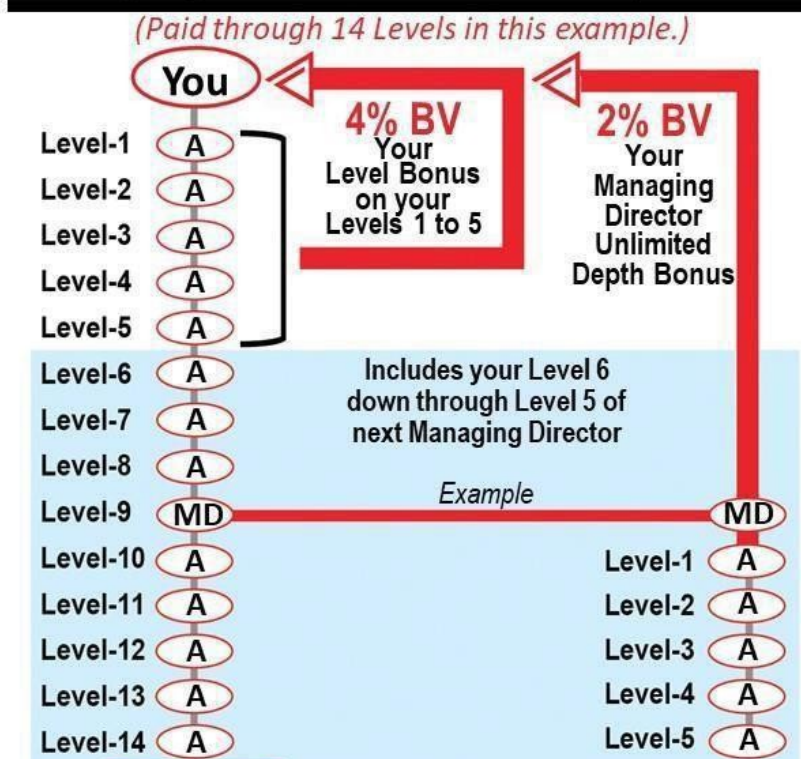 (Paid through 14 Levels in this example.)
You
4% BV
Your
Level Bonus
on your
Levels 1 to 5
2% BV
Your
Managing
Director
Unlimited
Depth Bonus
Level-1 A
Level-2 A
Level-3 A
Level-4 A
Level-5 A
Level-6 A
Level-7 A
Level-8 A
Includes your Level 6
down through Level 5 of
next Managing Director
Level-9 MD Example MD
Level-10 A Level-1 A
Level-11 A Level-2 A
Level-12 A Level-3 A
Level-13 A Level-4 A
Level-14 A Level-5 A